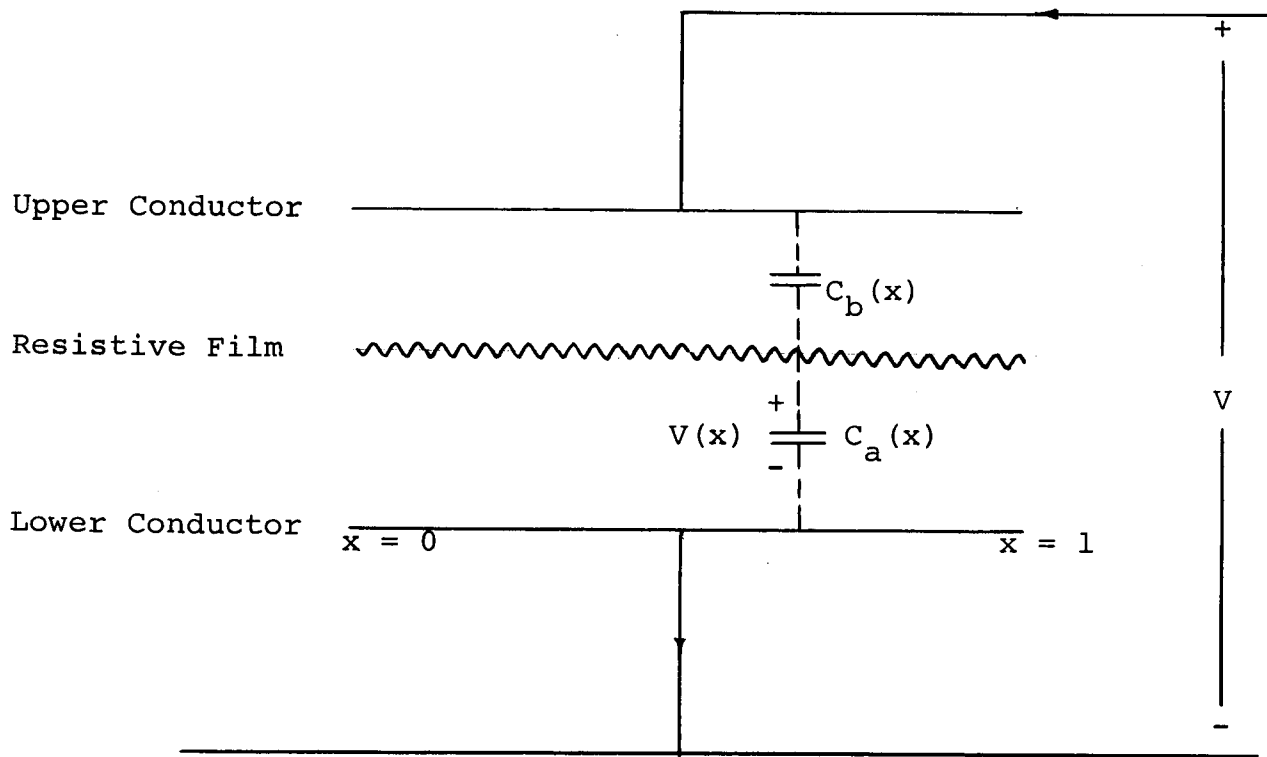 +
Upper Conductor
C_b(x)
Resistive Film
+
V
V(x) C_a(x)
-
Lower Conductor
x = 0 x = 1
-